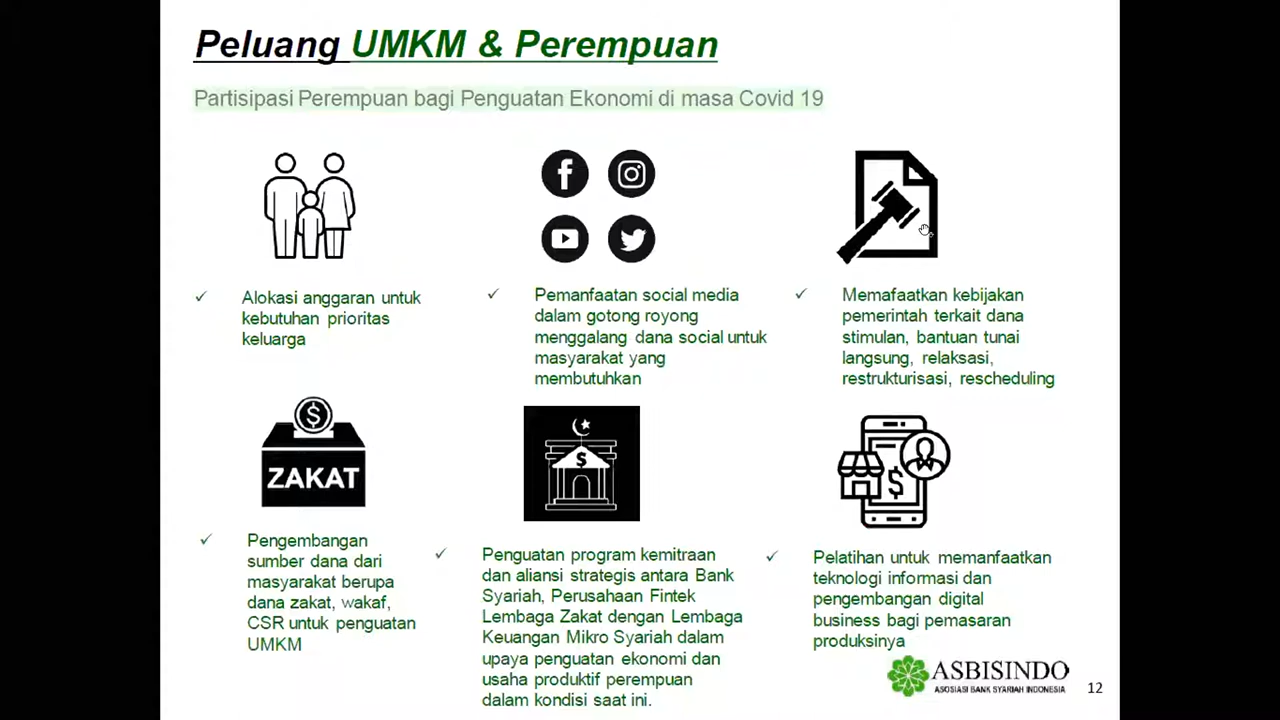 Peluang UMKM & Perempuan
Partisipasi Perempuan bagi Penguatan Ekonomi di masa Covid 19
Alokasi anggaran untuk
kebutuhan prioritas
keluarga
Pemanfaatan social media
dalam gotong royong
menggalang dana social untuk
masyarakat yang
membutuhkan
Memafaatkan kebijakan
pemerintah terkait dana
stimulan, bantuan tunai
langsung, relaksasi,
restrukturisasi, rescheduling
ZAKAT
Pengembangan
sumber dana dari
masyarakat berupa
dana zakat, wakaf,
CSR untuk penguatan
UMKM
Penguatan program kemitraan
dan aliansi strategis antara Bank
Syariah, Perusahaan Fintek
Lembaga Zakat dengan Lembaga
Keuangan Mikro Syariah dalam
upaya penguatan ekonomi dan
usaha produktif perempuan
dalam kondisi saat ini.
Pelatihan untuk memanfaatkan
teknologi informasi dan
pengembangan digital
business bagi pemasaran
produksinya
ASBISINDO
ASOSIASI BANK SYARIAH INDONESIA
12